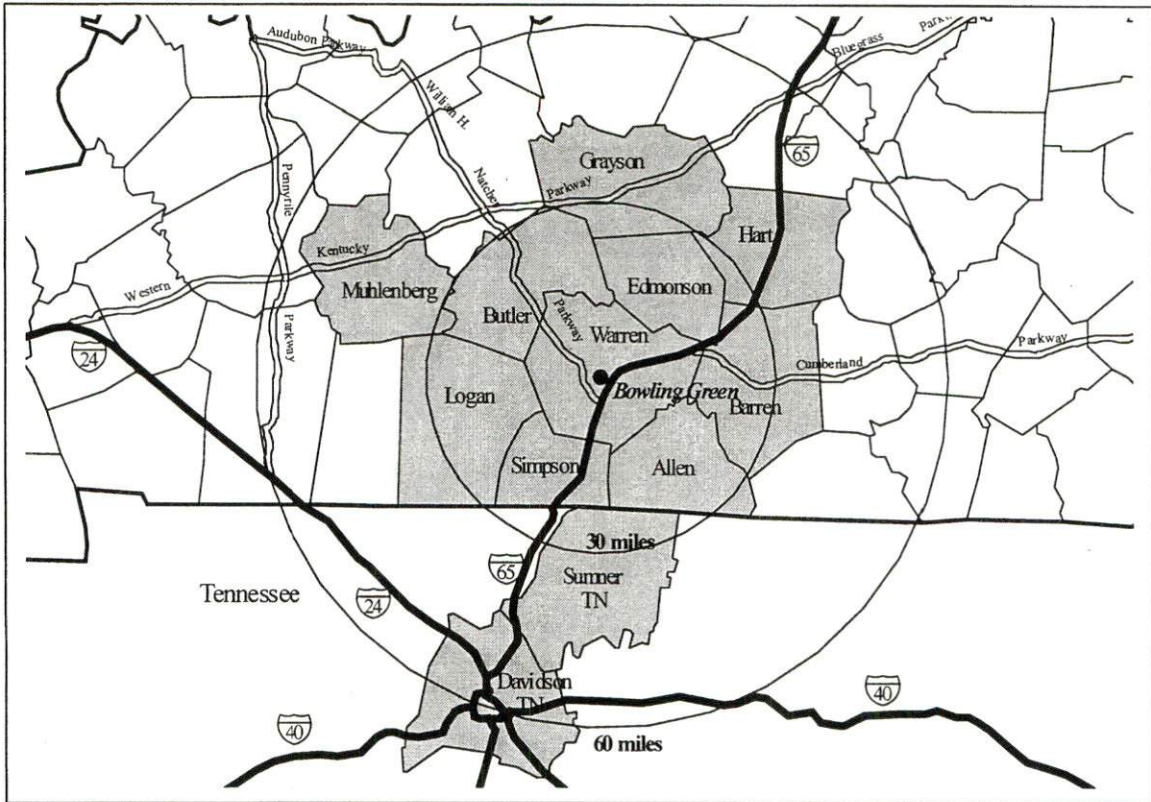 Audubon Parkway
Bluegrass
Parkway
William H.
Natcher
Parkway
65
Grayson
Parkway
Pennyrile
Parkway
Hart
Kentucky
Western
Muhlenberg
Edmonson
Butler
Warren
24
Cumberland
Parkway
Logan
Bowling Green
Barren
Simpson
Allen
30 miles
65
Sumner
TN
Tennessee
24
Davidson
TN
40
40
60 miles